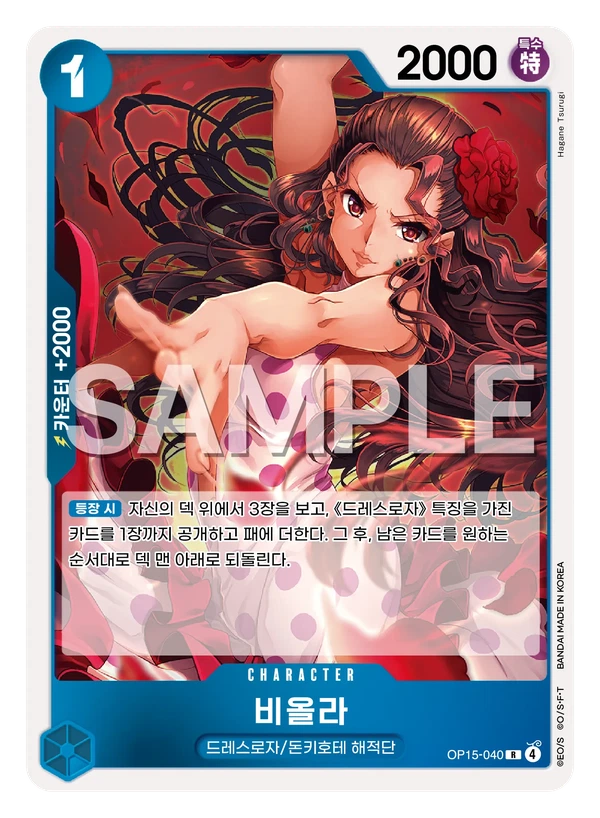 1
2000
특수
特
Hagane Tsurugi
카운터 +2000
SAMPLE
등장 시 자신의 덱 위에서 3장을 보고, 《드레스로자》 특징을 가진
카드를 1장까지 공개하고 패에 더한다. 그 후, 남은 카드를 원하는
순서대로 덱 맨 아래로 되돌린다.
CHARACTER
비올라
드레스로자/돈키호테 해적단
OP15-040 R 4
©EO/S ©O/S·F·T BANDAI MADE IN KOREA